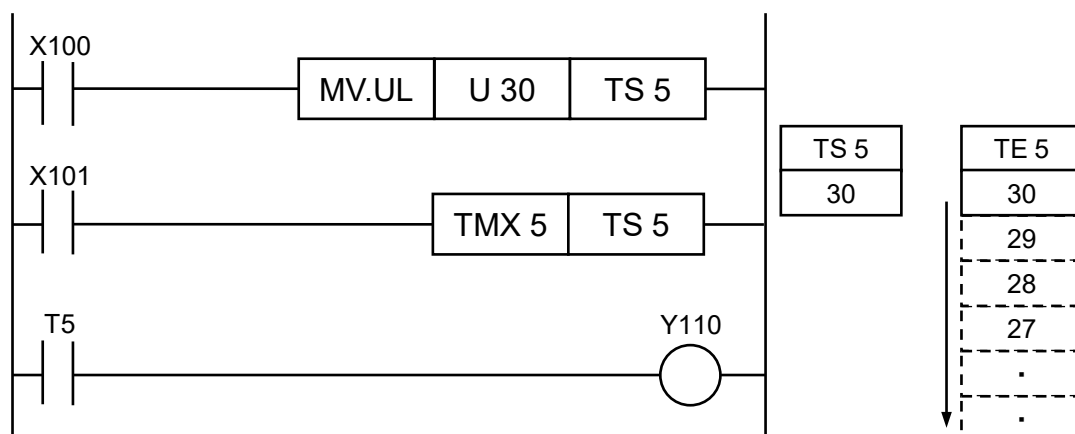 X100
MV.UL U 30 TS 5
X101
TMX 5 TS 5
T5 Y110
TS 5 TE 5
30 30
29
28
27
.
.